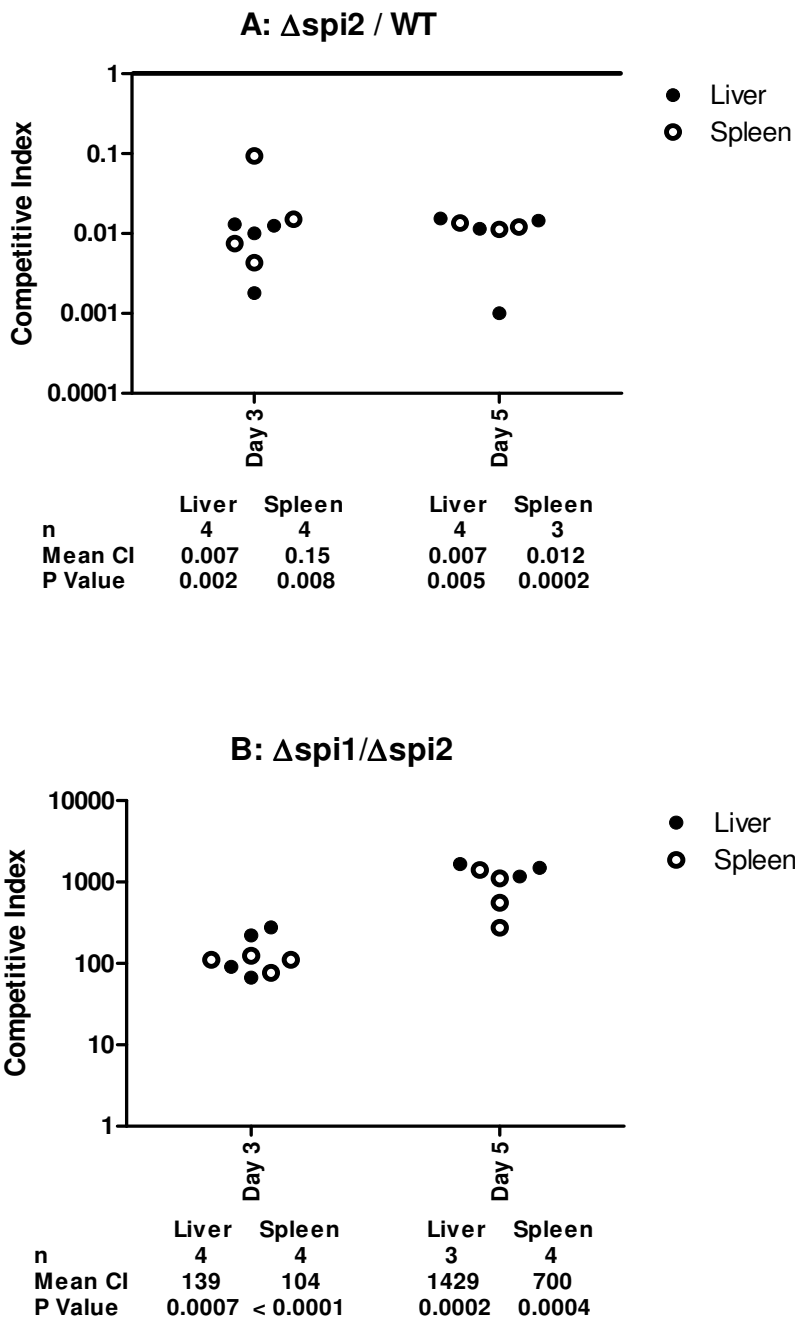 A: Δspi2 / WT
1
0.1
0.01
0.001
0.0001
Competitive Index
Liver
Spleen
Day 3
Day 5
Liver Spleen Liver Spleen
n 4 4 4 3
Mean CI 0.007 0.15 0.007 0.012
P Value 0.002 0.008 0.005 0.0002
B: Δspi1/Δspi2
10000
1000
100
10
1
Competitive Index
Liver
Spleen
Day 3
Day 5
Liver Spleen Liver Spleen
n 4 4 3 4
Mean CI 139 104 1429 700
P Value 0.0007 < 0.0001 0.0002 0.0004